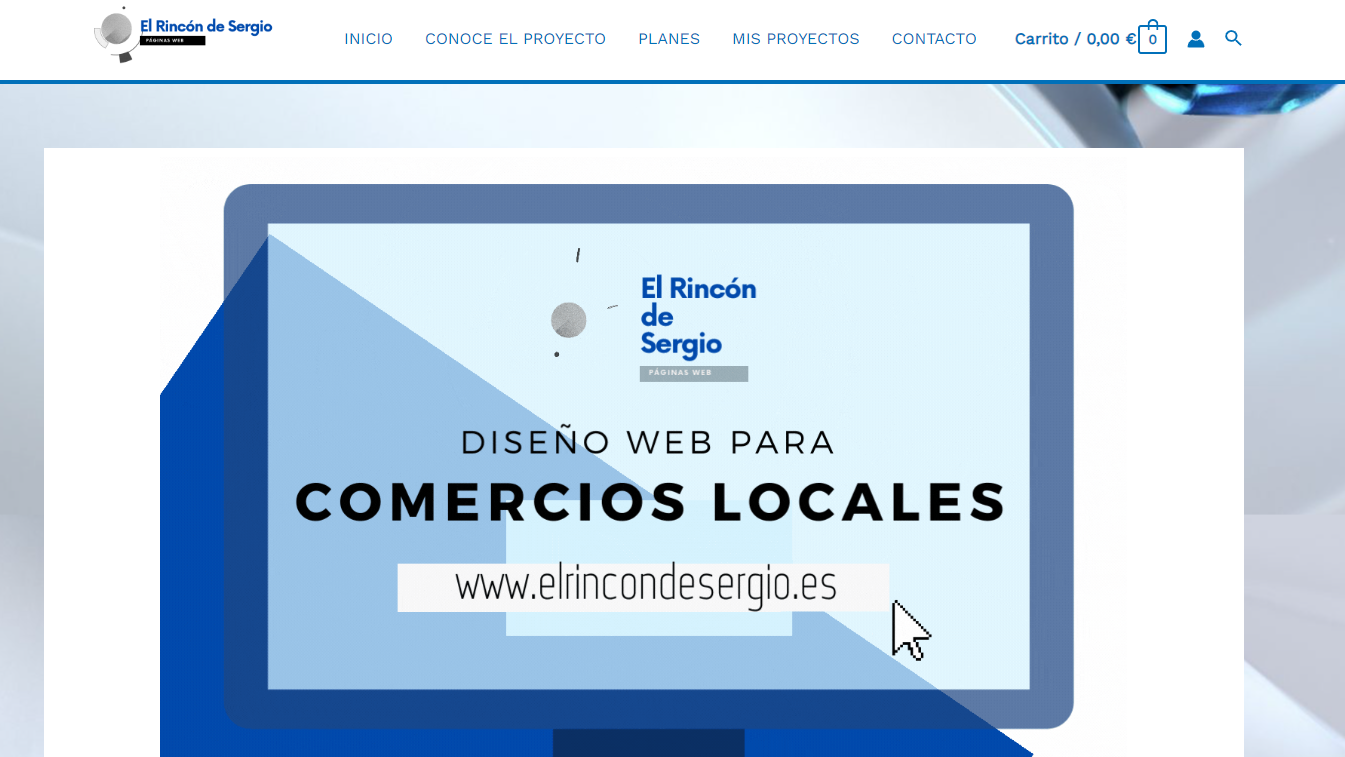 El Rincón de Sergio
PÁGINAS WEB
INICIO
CONOCE EL PROYECTO
PLANES
MIS PROYECTOS
CONTACTO
Carrito / 0,00 €
0
El Rincón
de
Sergio
PÁGINAS WEB
DISEÑO WEB PARA
COMERCIOS LOCALES
www.elrincondesergio.es